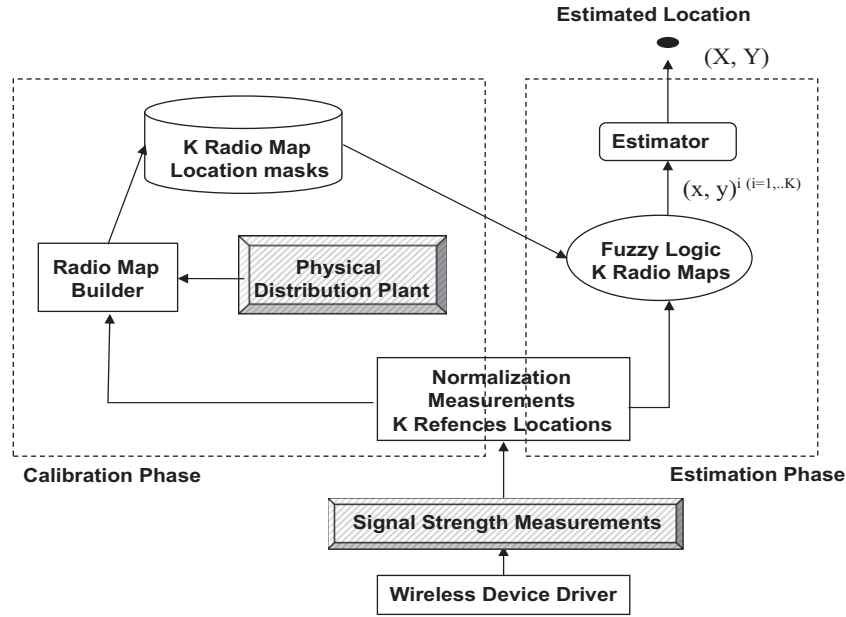 Estimated Location
(X, Y)
K Radio Map
Location masks
Estimator
(x, y)i (i=1,..K)
Fuzzy Logic
K Radio Maps
Radio Map
Builder
Physical
Distribution Plant
Normalization
Measurements
K Refences Locations
Calibration Phase
Estimation Phase
Signal Strength Measurements
Wireless Device Driver